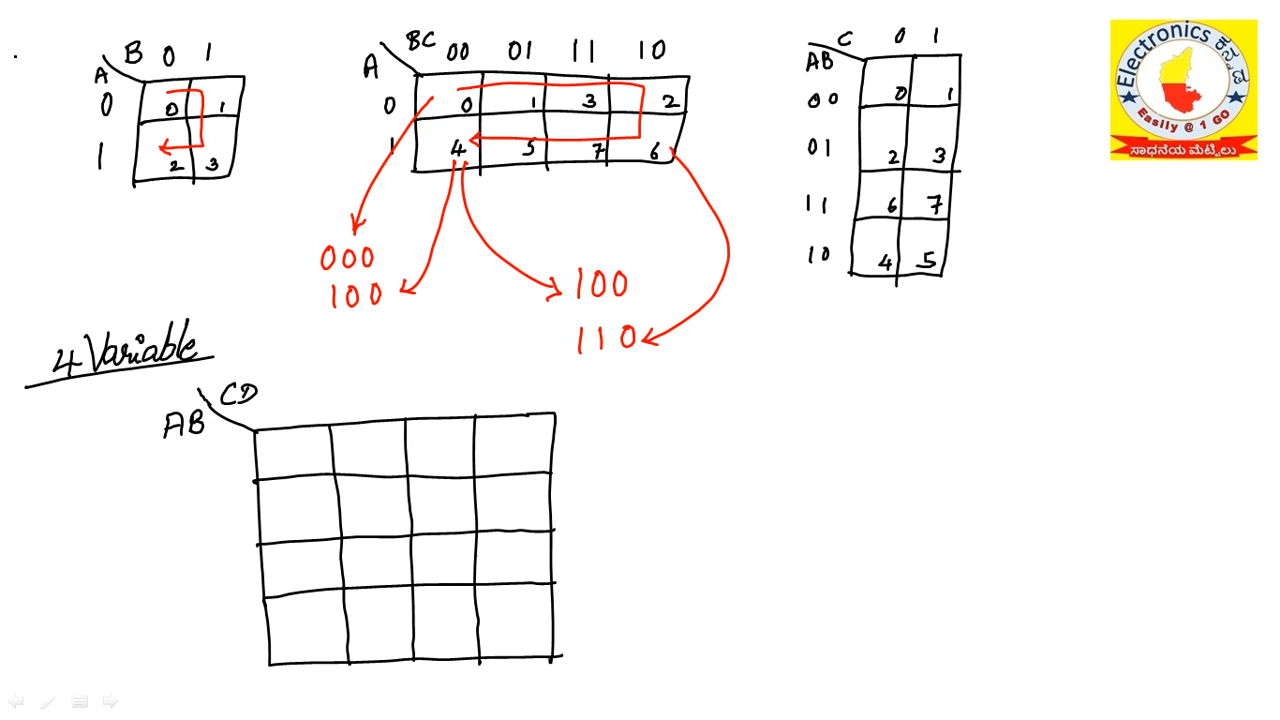 B 0 1
A
0 0 1
1 2 3
BC 00 01 11 10
A
0 0 1 3 2
1 4 5 7 6
000
100
100
110
C 0 1
AB
00 0 1
01 2 3
11 6 7
10 4 5
Electronics ಕನ್ನಡ
Easily @ 1 GO
ಸಾಧನೆಯ ಮೆಟ್ಟಿಲು
4 Variable
CD
AB